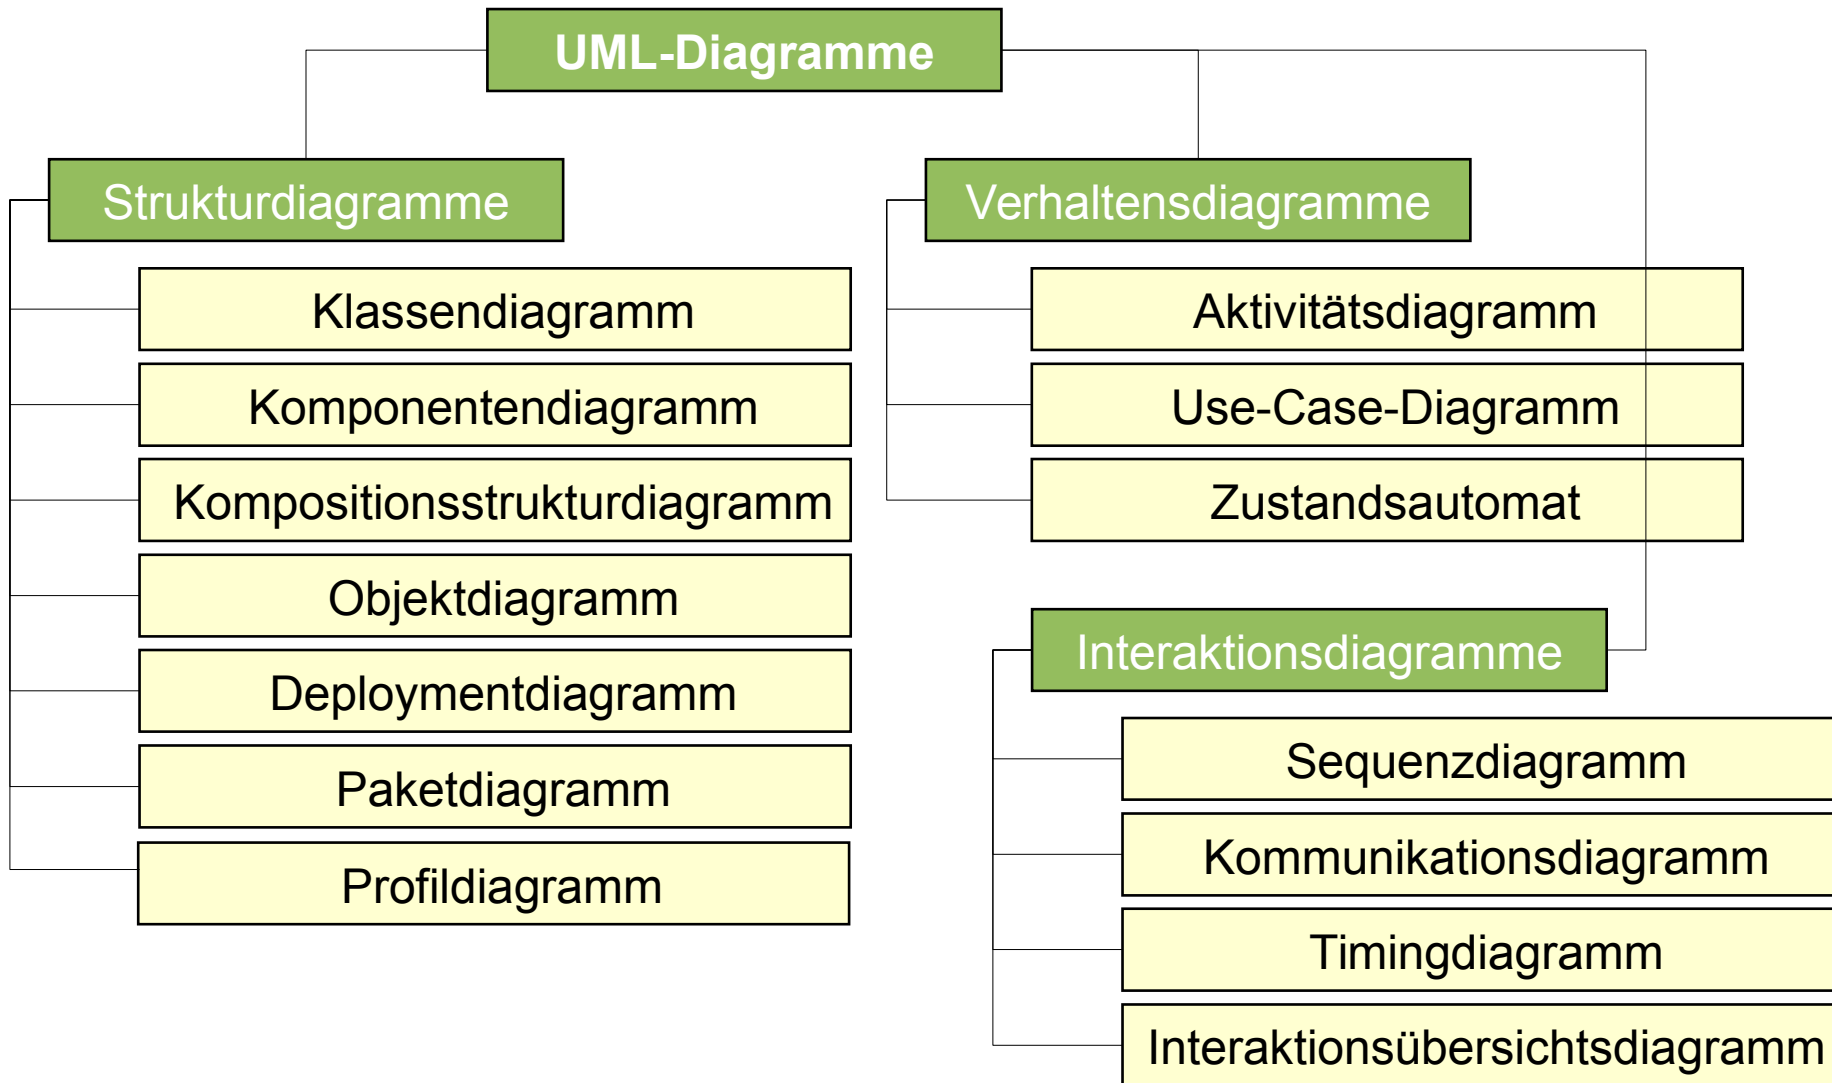 UML-Diagramme
Strukturdiagramme
Klassendiagramm
Komponentendiagramm
Kompositionsstrukturdiagramm
Objektdiagramm
Deploymentdiagramm
Paketdiagramm
Profildiagramm
Verhaltensdiagramme
Aktivitätsdiagramm
Use-Case-Diagramm
Zustandsautomat
Interaktionsdiagramme
Sequenzdiagramm
Kommunikationsdiagramm
Timingdiagramm
Interaktionsübersichtsdiagramm